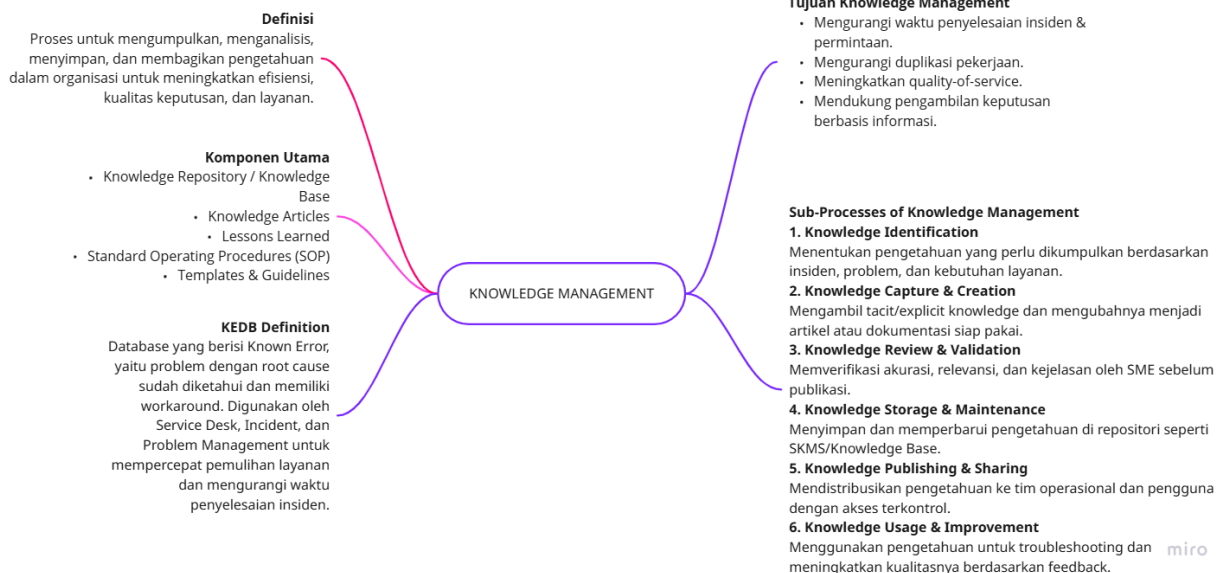 Definisi
Proses untuk mengumpulkan, menganalisis,
menyimpan, dan membagikan pengetahuan
dalam organisasi untuk meningkatkan efisiensi,
kualitas keputusan, dan layanan.
Komponen Utama
• Knowledge Repository / Knowledge
Base
• Knowledge Articles
• Lessons Learned
• Standard Operating Procedures (SOP)
• Templates & Guidelines
KEDB Definition
Database yang berisi Known Error,
yaitu problem dengan root cause
sudah diketahui dan memiliki
workaround. Digunakan oleh
Service Desk, Incident, dan
Problem Management untuk
mempercepat pemulihan layanan
dan mengurangi waktu
penyelesaian insiden.
KNOWLEDGE MANAGEMENT
Tujuan Knowledge Management
• Mengurangi waktu penyelesaian insiden &
permintaan.
• Mengurangi duplikasi pekerjaan.
• Meningkatkan quality-of-service.
• Mendukung pengambilan keputusan
berbasis informasi.
Sub-Processes of Knowledge Management
1. Knowledge Identification
Menentukan pengetahuan yang perlu dikumpulkan berdasarkan
insiden, problem, dan kebutuhan layanan.
2. Knowledge Capture & Creation
Mengambil tacit/explicit knowledge dan mengubahnya menjadi
artikel atau dokumentasi siap pakai.
3. Knowledge Review & Validation
Memverifikasi akurasi, relevansi, dan kejelasan oleh SME sebelum
publikasi.
4. Knowledge Storage & Maintenance
Menyimpan dan memperbarui pengetahuan di repositori seperti
SKMS/Knowledge Base.
5. Knowledge Publishing & Sharing
Mendistribusikan pengetahuan ke tim operasional dan pengguna
dengan akses terkontrol.
6. Knowledge Usage & Improvement
Menggunakan pengetahuan untuk troubleshooting dan
meningkatkan kualitasnya berdasarkan feedback.
miro